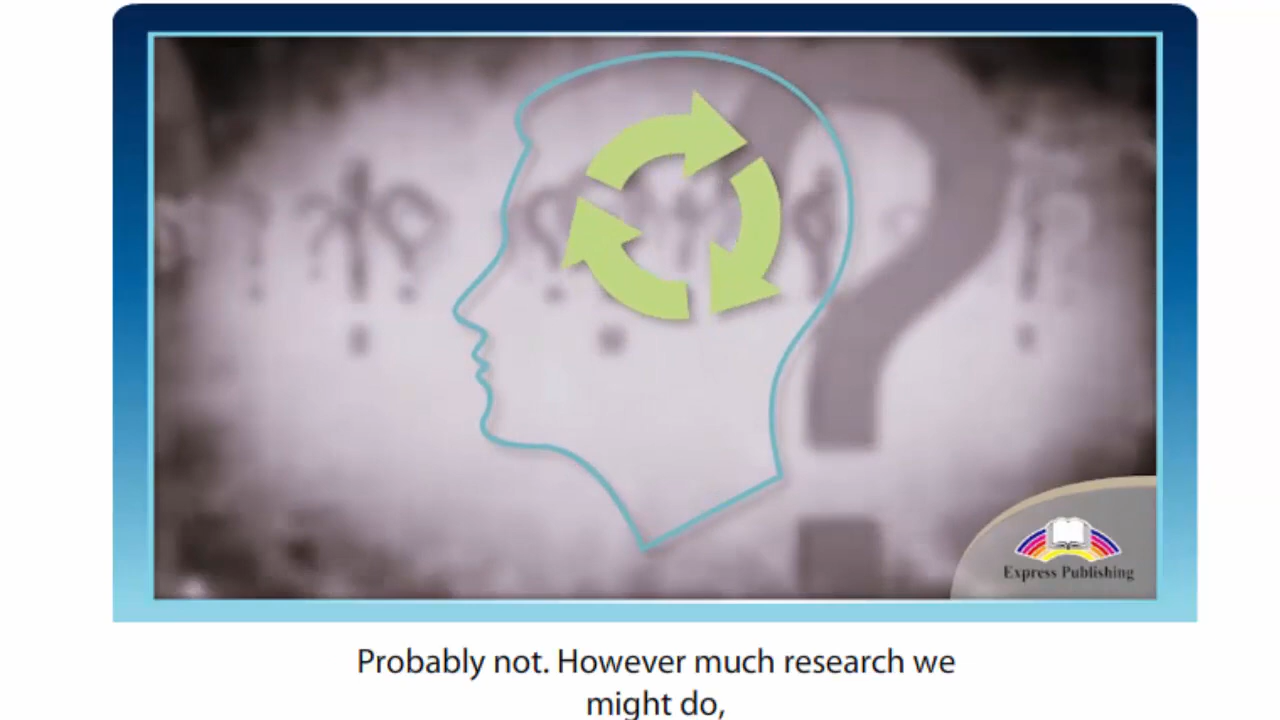 Express Publishing
Probably not. However much research we
might do,